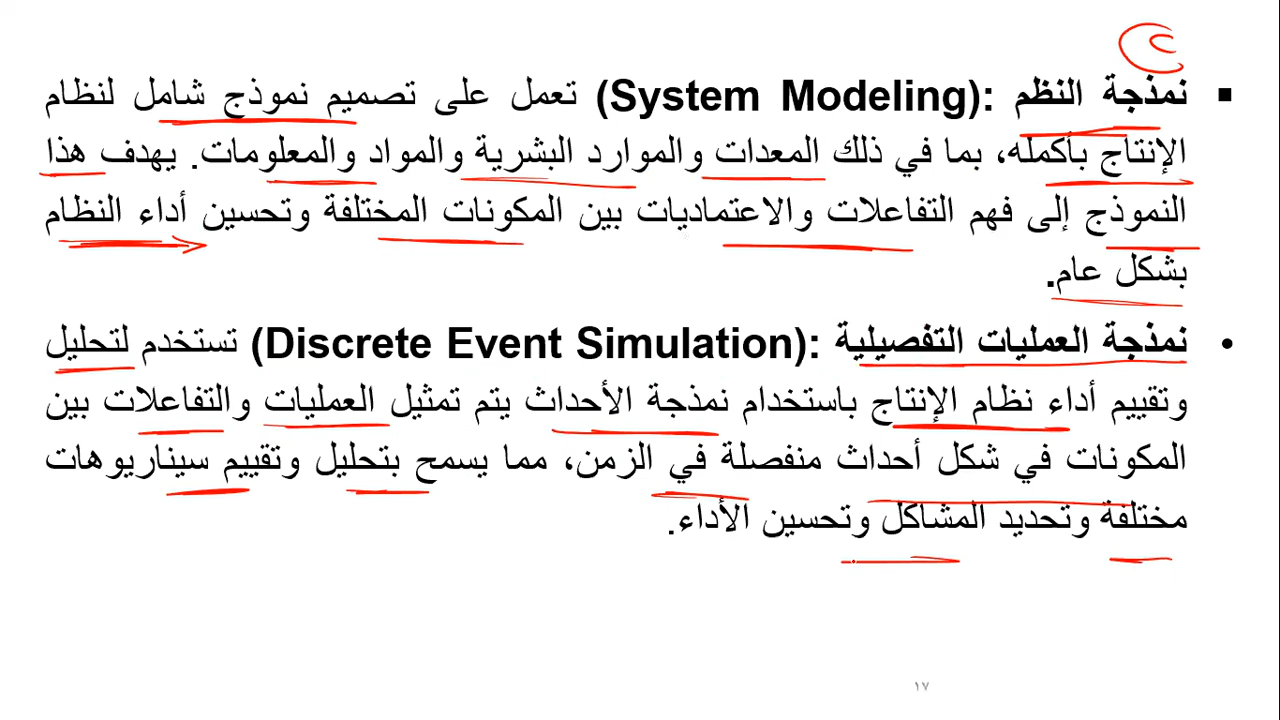 ▪ نمذجة النظم (System Modeling): تعمل على تصميم نموذج شامل لنظام
الإنتاج بأكمله، بما في ذلك المعدات والموارد البشرية والمواد والمعلومات. يهدف هذا
النموذج إلى فهم التفاعلات والاعتماديات بين المكونات المختلفة وتحسين أداء النظام
بشكل عام.
• نمذجة العمليات التفصيلية (Discrete Event Simulation): تستخدم لتحليل
وتقييم أداء نظام الإنتاج باستخدام نمذجة الأحداث يتم تمثيل العمليات والتفاعلات بين
المكونات في شكل أحداث منفصلة في الزمن، مما يسمح بتحليل وتقييم سيناريوهات
مختلفة وتحديد المشاكل وتحسين الأداء.
١٧